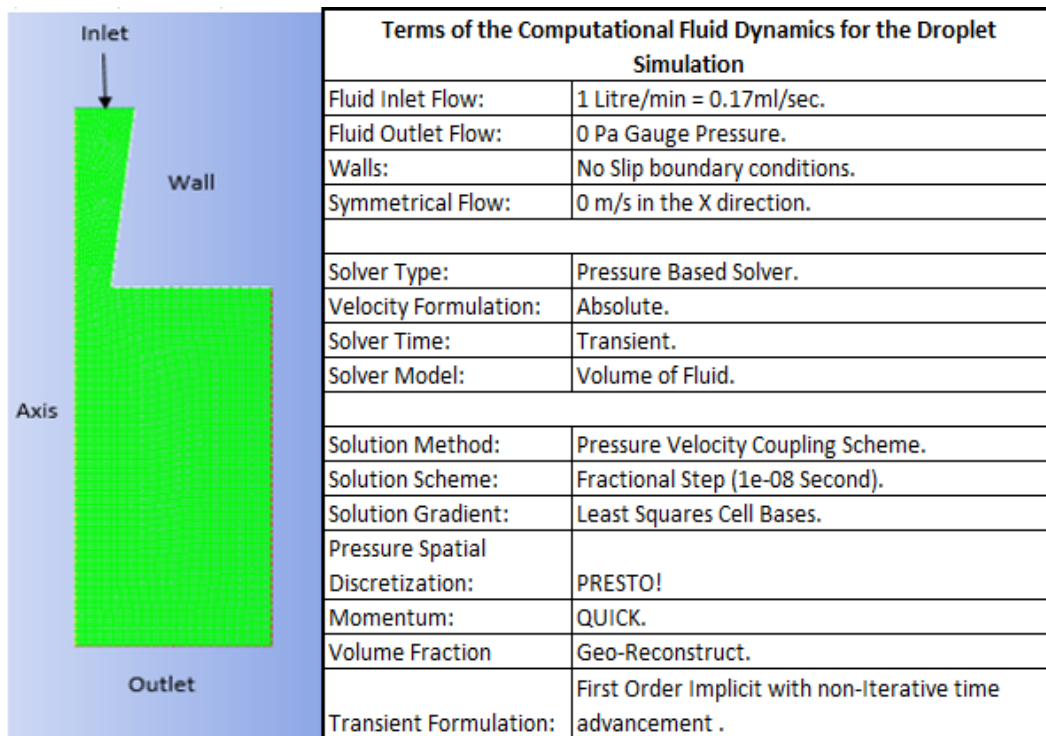 Inlet
Wall
Axis
Outlet
Terms of the Computational Fluid Dynamics for the Droplet
Simulation
Fluid Inlet Flow: 1 Litre/min = 0.17ml/sec.
Fluid Outlet Flow: 0 Pa Gauge Pressure.
Walls: No Slip boundary conditions.
Symmetrical Flow: 0 m/s in the X direction.
Solver Type: Pressure Based Solver.
Velocity Formulation: Absolute.
Solver Time: Transient.
Solver Model: Volume of Fluid.
Solution Method: Pressure Velocity Coupling Scheme.
Solution Scheme: Fractional Step (1e-08 Second).
Solution Gradient: Least Squares Cell Bases.
Pressure Spatial
Discretization: PRESTO!
Momentum: QUICK.
Volume Fraction Geo-Reconstruct.
First Order Implicit with non-Iterative time
Transient Formulation: advancement .